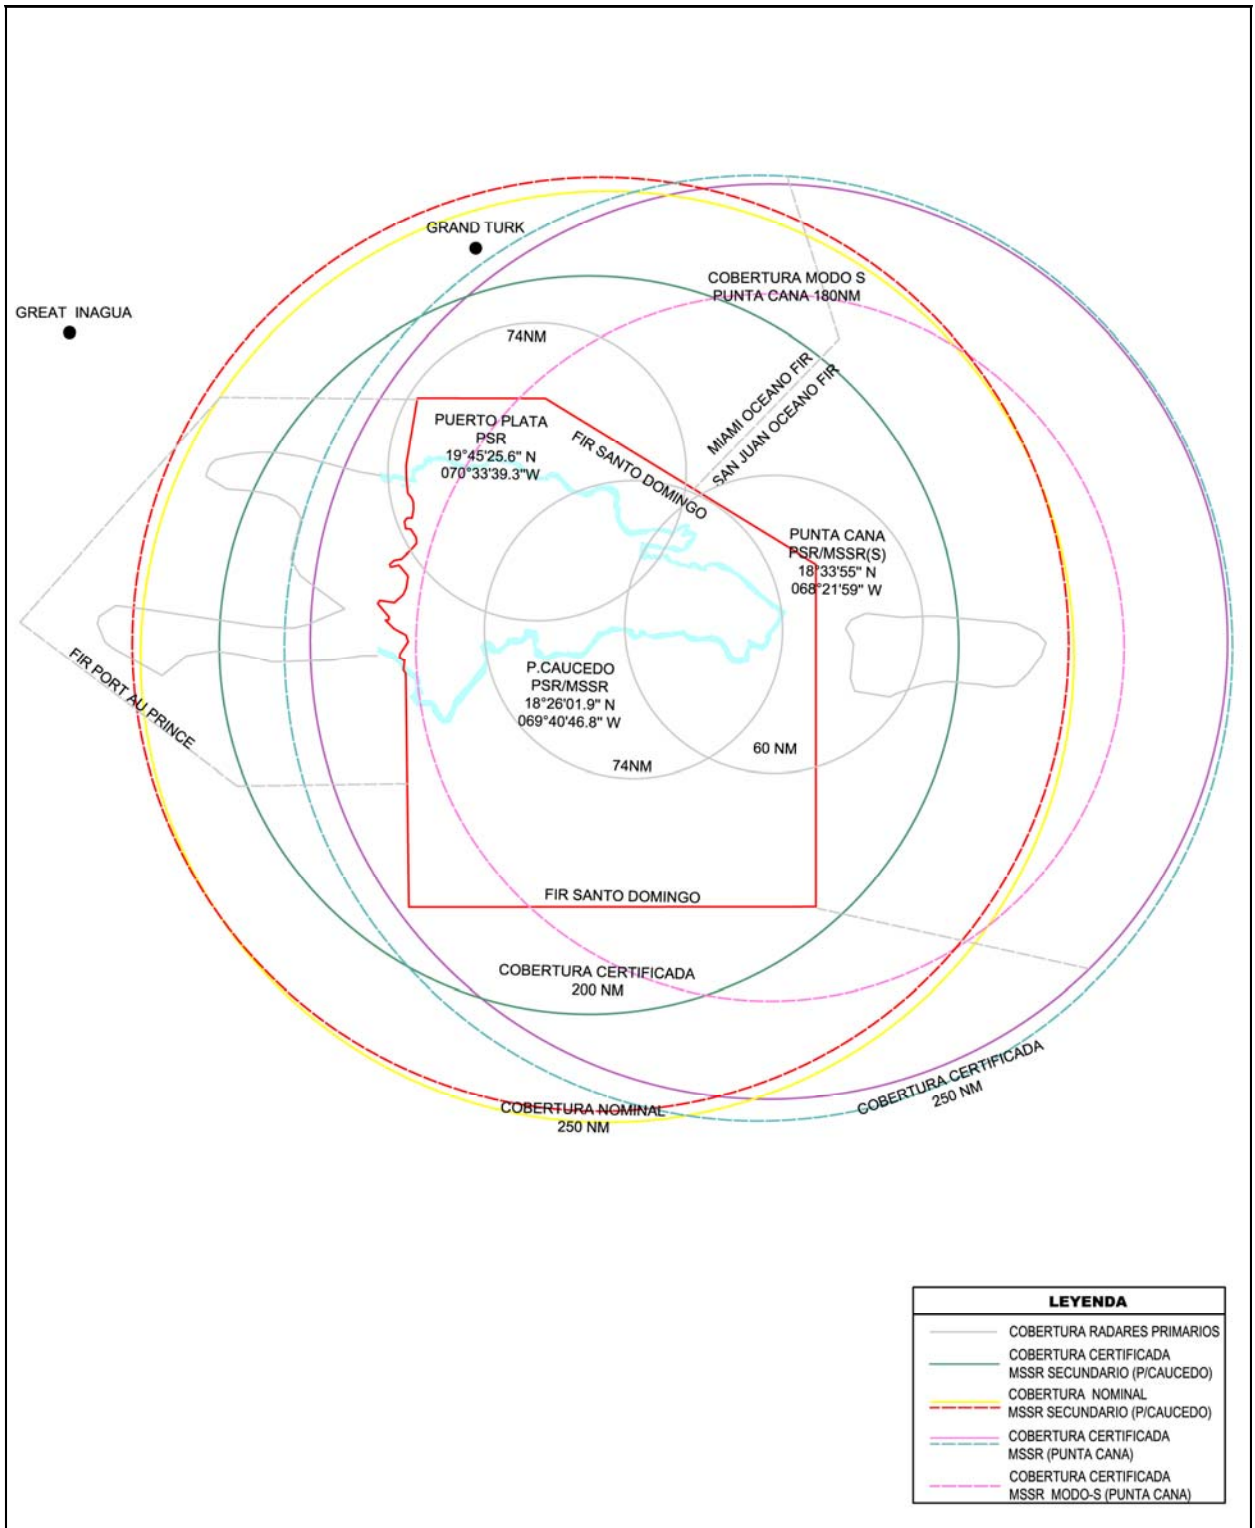 GRAND TURK
GREAT INAGUA
COBERTURA MODO S
PUNTA CANA 180NM
74NM
MIAMI OCEANO FIR
SAN JUAN OCEANO FIR
PUERTO PLATA
PSR
19°45'25.6" N
070°33'39.3"W
FIR SANTO DOMINGO
PUNTA CANA
PSR/MSSR(S)
18°33'55" N
068°21'59" W
FIR PORT AU PRINCE
P.CAUCEDO
PSR/MSSR
18°26'01.9" N
069°40'46.8" W
60 NM
74NM
FIR SANTO DOMINGO
COBERTURA CERTIFICADA
200 NM
COBERTURA CERTIFICADA
250 NM
COBERTURA NOMINAL
250 NM
LEYENDA
COBERTURA RADARES PRIMARIOS
COBERTURA CERTIFICADA
MSSR SECUNDARIO (P/CAUCEDO)
COBERTURA NOMINAL
MSSR SECUNDARIO (P/CAUCEDO)
COBERTURA CERTIFICADA
MSSR (PUNTA CANA)
COBERTURA CERTIFICADA
MSSR MODO-S (PUNTA CANA)